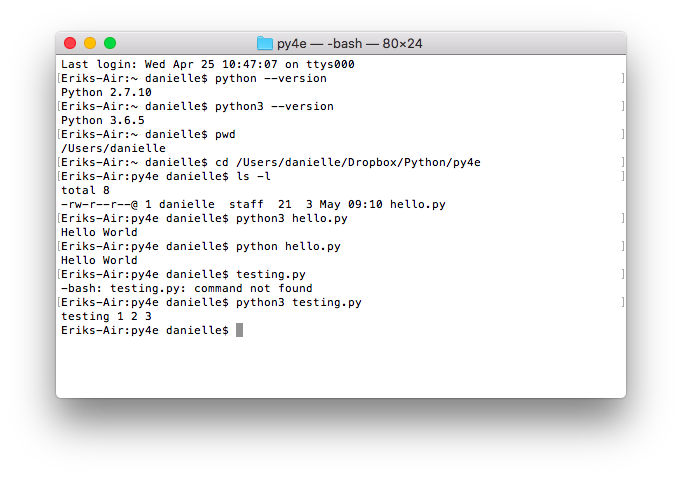 py4e — -bash — 80×24
Last login: Wed Apr 25 10:47:07 on ttys000
[Eriks-Air:~ danielle$ python --version ]
Python 2.7.10
[Eriks-Air:~ danielle$ python3 --version ]
Python 3.6.5
[Eriks-Air:~ danielle$ pwd ]
/Users/danielle
[Eriks-Air:~ danielle$ cd /Users/danielle/Dropbox/Python/py4e ]
[Eriks-Air:py4e danielle$ ls -l ]
total 8
-rw-r--r--@ 1 danielle  staff  21  3 May 09:10 hello.py
[Eriks-Air:py4e danielle$ python3 hello.py ]
Hello World
[Eriks-Air:py4e danielle$ python hello.py ]
Hello World
[Eriks-Air:py4e danielle$ testing.py ]
-bash: testing.py: command not found
[Eriks-Air:py4e danielle$ python3 testing.py ]
testing 1 2 3
Eriks-Air:py4e danielle$